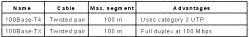 Name Cable Max. segment Advantages
100Base-T4 Twisted pair 100 m Uses category 3 UTP
100Base-TX Twisted pair 100 m Full duplex at 100 Mbps